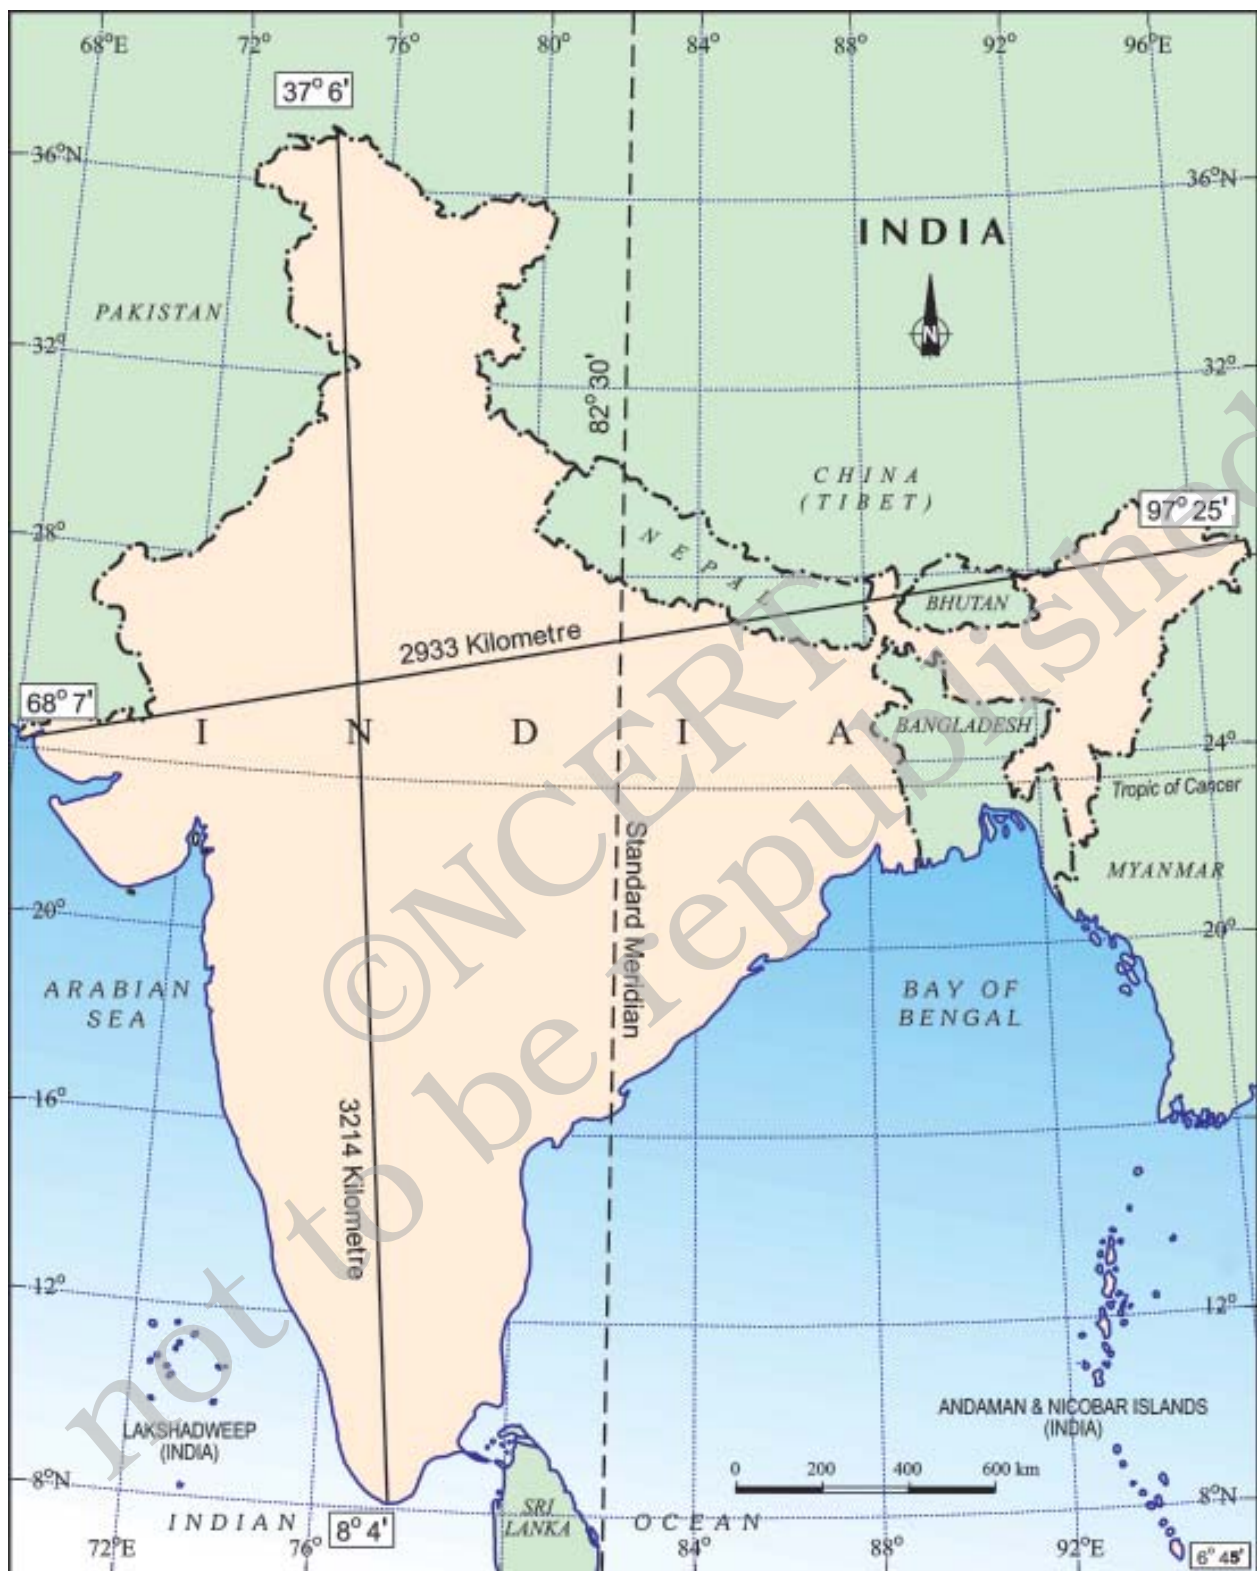 68°E
72°
76°
80°
84°
88°
92°
96°E
37° 6'
36°N
36°N
INDIA
N
PAKISTAN
32°
32°
82° 30'
CHINA
(TIBET)
97° 25'
28°
NEPAL
BHUTAN
2933 Kilometre
68° 7'
I N D I A
BANGLADESH
24°
Tropic of Cancer
Standard Meridian
MYANMAR
20°
20°
ARABIAN
SEA
BAY OF
BENGAL
16°
3214 Kilometre
12°
12°
LAKSHADWEEP
(INDIA)
ANDAMAN & NICOBAR ISLANDS
(INDIA)
0 200 400 600 km
8°N
8°N
INDIAN
8° 4'
SRI
LANKA
OCEAN
72°E
76°
84°
88°
92°E
6° 45'
©NCERT
not to be republished